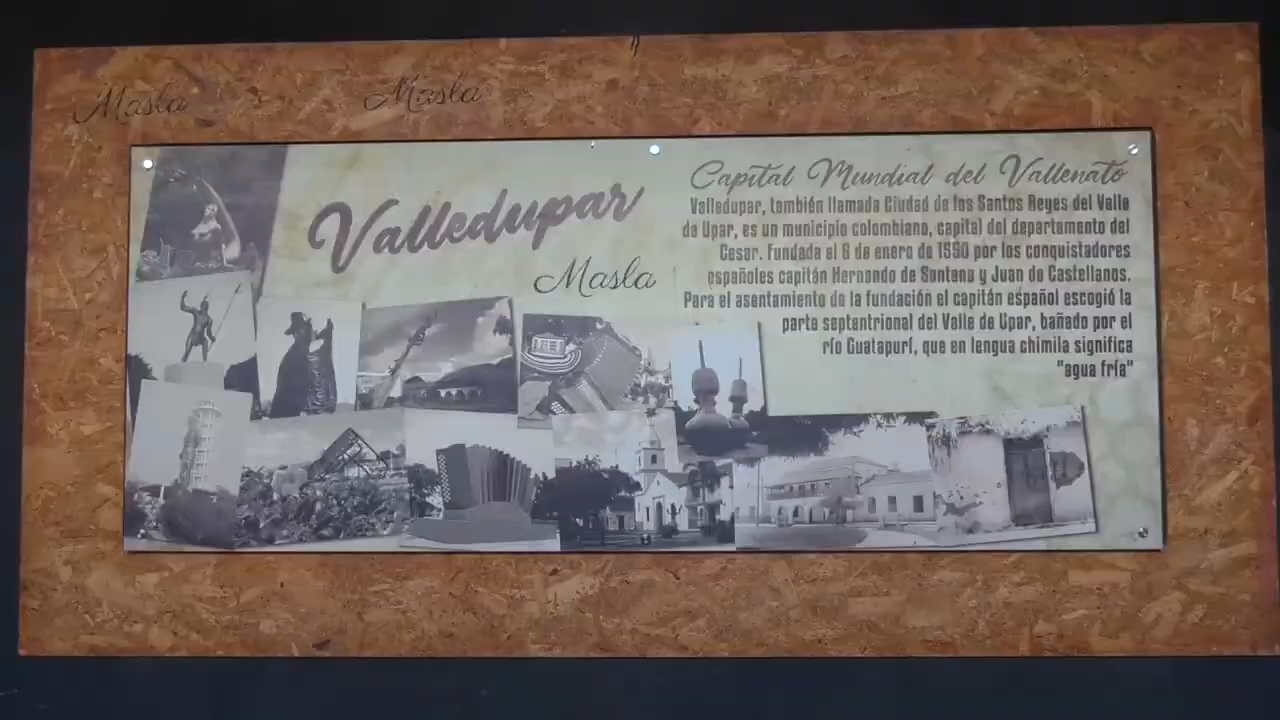 Masla
Masla
Valledupar
Masla
Capital Mundial del Vallenato
Valledupar, también llamada Ciudad de los Santos Reyes del Valle
de Upar, es un municipio colombiano, capital del departamento del
Cesar. Fundada el 6 de enero de 1550 por los conquistadores
españoles capitán Hernando de Santana y Juan de Castellanos.
Para el asentamiento de la fundación el capitán español escogió la
parte septentrional del Valle de Upar, bañado por el
río Guatapurí, que en lengua chimila significa
"agua fría"